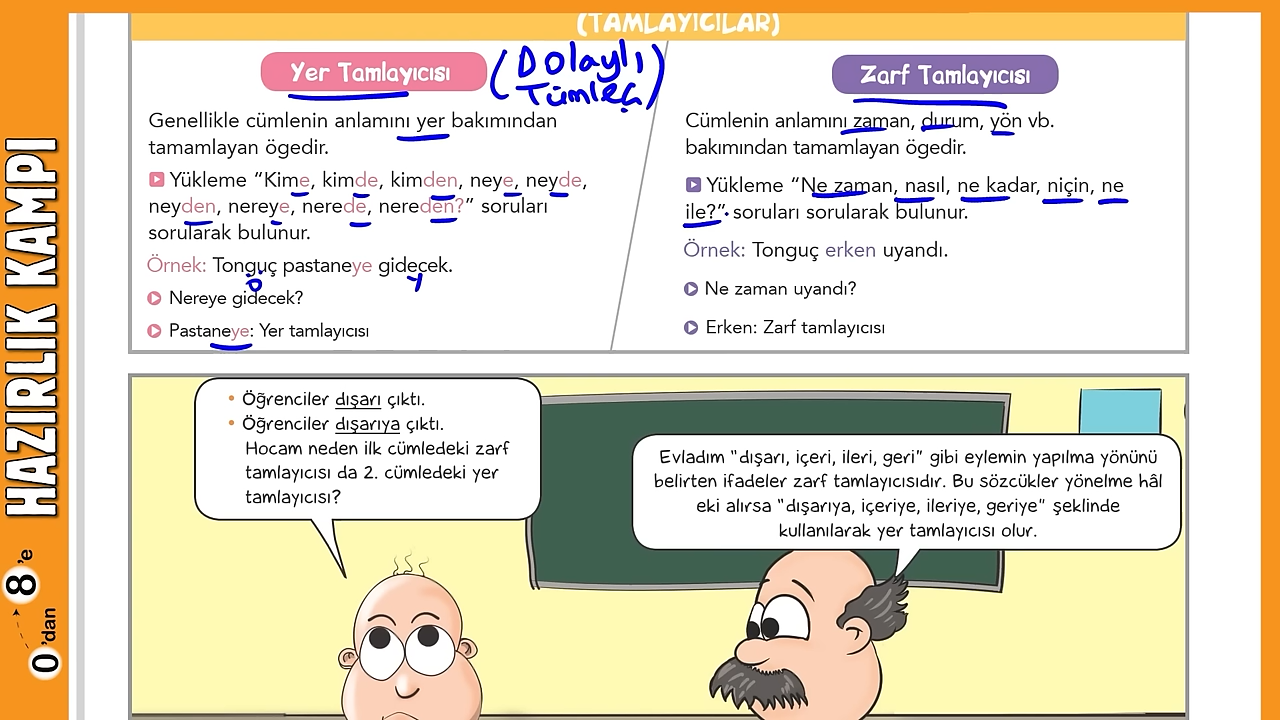 (TAMLAYICILAR)
Yer Tamlayıcısı
(Dolaylı
Tümleç)
Genellikle cümlenin anlamını yer bakımından
tamamlayan ögedir.
Yükleme “Kime, kimde, kimden, neye, neyde,
neyden, nereye, nerede, nereden?” soruları
sorularak bulunur.
Örnek: Tonguç pastaneye gidecek.
ö y
Nereye gidecek?
Pastaneye: Yer tamlayıcısı
Zarf Tamlayıcısı
Cümlenin anlamını zaman, durum, yön vb.
bakımından tamamlayan ögedir.
Yükleme “Ne zaman, nasıl, ne kadar, niçin, ne
ile?” soruları sorularak bulunur.
Örnek: Tonguç erken uyandı.
Ne zaman uyandı?
Erken: Zarf tamlayıcısı
• Öğrenciler dışarı çıktı.
• Öğrenciler dışarıya çıktı.
Hocam neden ilk cümledeki zarf
tamlayıcısı da 2. cümledeki yer
tamlayıcısı?
Evladım “dışarı, içeri, ileri, geri” gibi eylemin yapılma yönünü
belirten ifadeler zarf tamlayıcısıdır. Bu sözcükler yönelme hâl
eki alırsa “dışarıya, içeriye, ileriye, geriye” şeklinde
kullanılarak yer tamlayıcısı olur.
HAZIRLIK KAMPI
0'dan 8'e